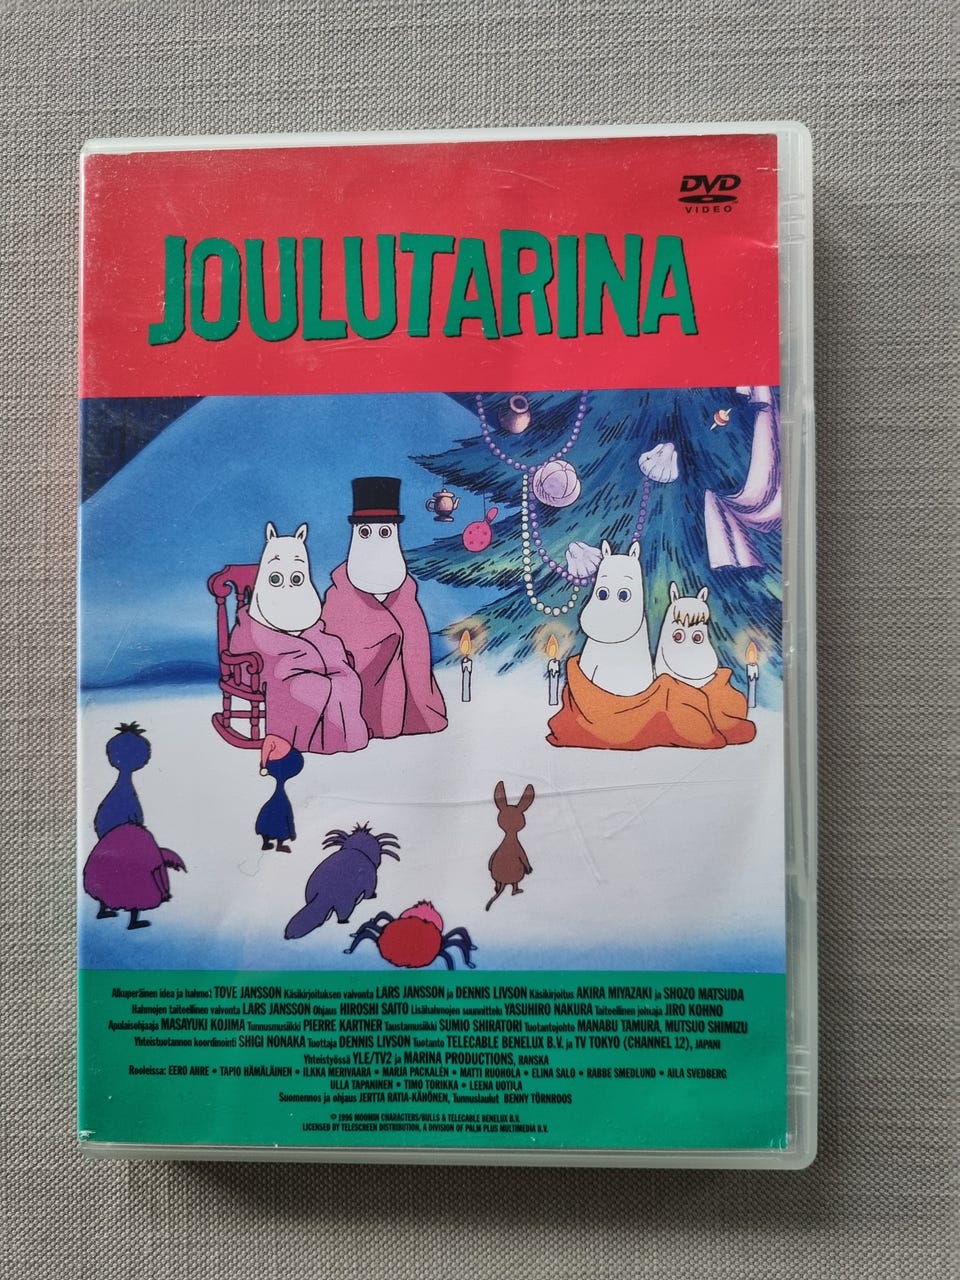 DVD
VIDEO
JOULUTARINA
Alkuperäinen idea ja hahmot TOVE JANSSON Käsikirjoituksen valvonta LARS JANSSON ja DENNIS LIVSON Käsikirjoitus AKIRA MIYAZAKI ja SHOZO MATSUDA
Hahmojen taiteellinen valvonta LARS JANSSON Ohjaus HIROSHI SAITO Lisähahmojen suunnittelu YASUHIRO NAKURA Taiteellinen johtaja JIRO KOHNO
Apulaisohjaaja MASAYUKI KOJIMA Tunnusmusiikki PIERRE KARTNER Taustamusiikki SUMIO SHIRATORI Tuotantojohto MANABU TAMURA, MUTSUO SHIMIZU
Yhteistuotannon koordinointi SHIGI NONAKA Tuottaja DENNIS LIVSON Tuotanto TELECABLE BENELUX B.V. ja TV TOKYO (CHANNEL 12), JAPANI
Yhteistyössä YLE/TV2 ja MARINA PRODUCTIONS, RANSKA
Rooleissa: EERO AHRE • TAPIO HÄMÄLÄINEN • ILKKA MERIVAARA • MARJA PACKALÉN • MATTI RUOHOLA • ELINA SALO • RABBE SMEDLUND • AILA SVEDBERG
ULLA TAPANINEN • TIMO TORIKKA • LEENA UOTILA
Suomennos ja ohjaus JERTTA RATIA-KÄHÖNEN, Tunnuslaulut BENNY TÖRNROOS
© 1996 MOOMIN CHARACTERS/BULLS & TELECABLE BENELUX B.V.
LICENSED BY TELESCREEN DISTRIBUTION, A DIVISION OF PALM PLUS MULTIMEDIA B.V.